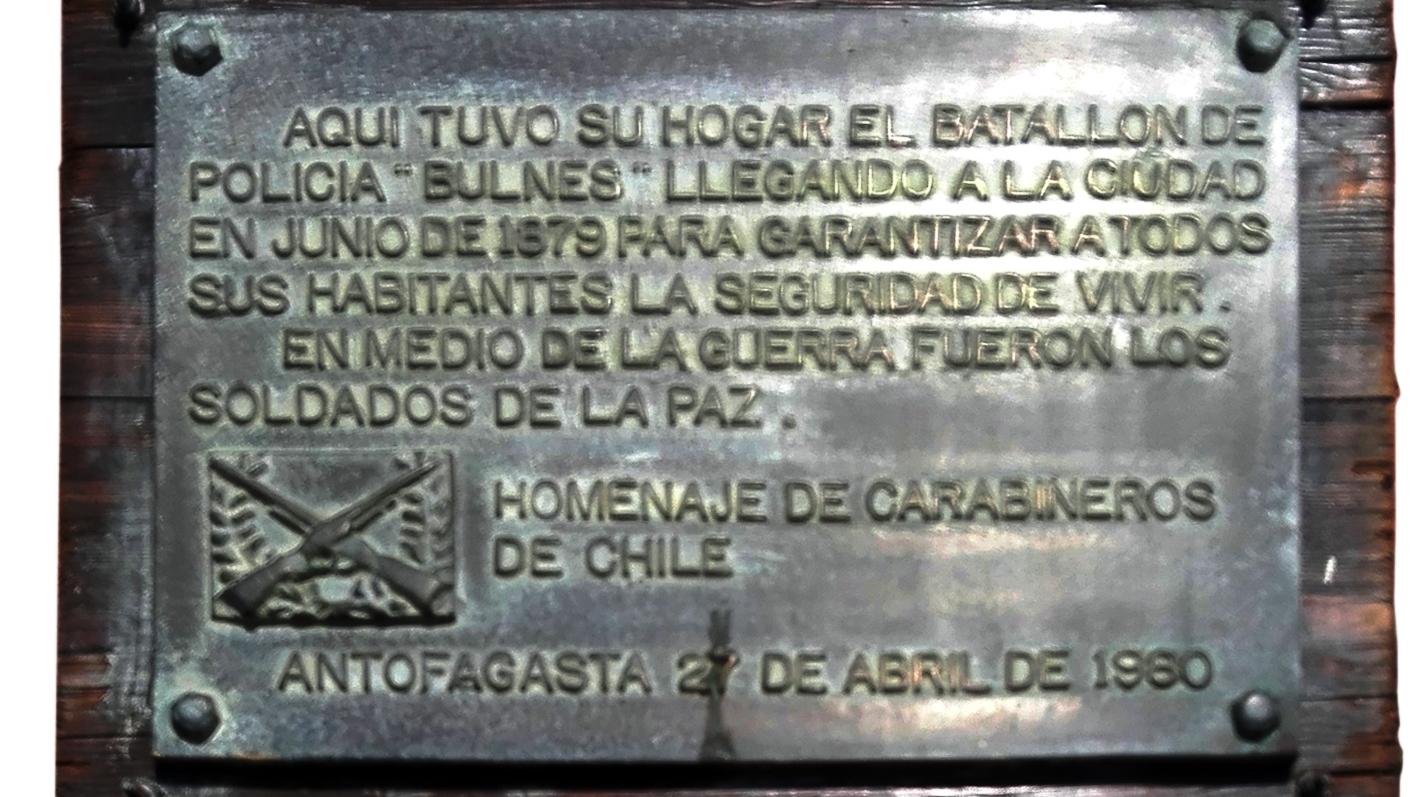 AQUI TUVO SU HOGAR EL BATALLON DE
POLICIA "BULNES" LLEGANDO A LA CIUDAD
EN JUNIO DE 1879 PARA GARANTIZAR A TODOS
SUS HABITANTES LA SEGURIDAD DE VIVIR.
EN MEDIO DE LA GUERRA FUERON LOS
SOLDADOS DE LA PAZ.
HOMENAJE DE CARABINEROS
DE CHILE
ANTOFAGASTA 27 DE ABRIL DE 1980